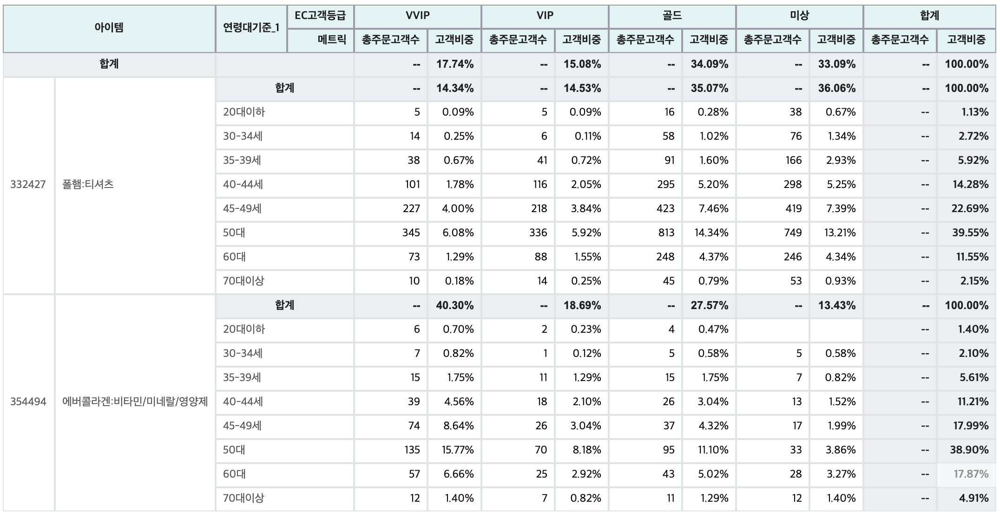 아이템 연령대기준_1 EC고객등급 VVIP VIP 골드 미상 합계
메트릭 총주문고객수 고객비중 총주문고객수 고객비중 총주문고객수 고객비중 총주문고객수 고객비중 총주문고객수 고객비중
합계 -- 17.74% -- 15.08% -- 34.09% -- 33.09% -- 100.00%
332427 폴햄:티셔츠 합계 -- 14.34% -- 14.53% -- 35.07% -- 36.06% -- 100.00%
20대이하 5 0.09% 5 0.09% 16 0.28% 38 0.67% -- 1.13%
30-34세 14 0.25% 6 0.11% 58 1.02% 76 1.34% -- 2.72%
35-39세 38 0.67% 41 0.72% 91 1.60% 166 2.93% -- 5.92%
40-44세 101 1.78% 116 2.05% 295 5.20% 298 5.25% -- 14.28%
45-49세 227 4.00% 218 3.84% 423 7.46% 419 7.39% -- 22.69%
50대 345 6.08% 336 5.92% 813 14.34% 749 13.21% -- 39.55%
60대 73 1.29% 88 1.55% 248 4.37% 246 4.34% -- 11.55%
70대이상 10 0.18% 14 0.25% 45 0.79% 53 0.93% -- 2.15%
354494 에버콜라겐:비타민/미네랄/영양제 합계 -- 40.30% -- 18.69% -- 27.57% -- 13.43% -- 100.00%
20대이하 6 0.70% 2 0.23% 4 0.47% -- 1.40%
30-34세 7 0.82% 1 0.12% 5 0.58% 5 0.58% -- 2.10%
35-39세 15 1.75% 11 1.29% 15 1.75% 7 0.82% -- 5.61%
40-44세 39 4.56% 18 2.10% 26 3.04% 13 1.52% -- 11.21%
45-49세 74 8.64% 26 3.04% 37 4.32% 17 1.99% -- 17.99%
50대 135 15.77% 70 8.18% 95 11.10% 33 3.86% -- 38.90%
60대 57 6.66% 25 2.92% 43 5.02% 28 3.27% -- 17.87%
70대이상 12 1.40% 7 0.82% 11 1.29% 12 1.40% -- 4.91%